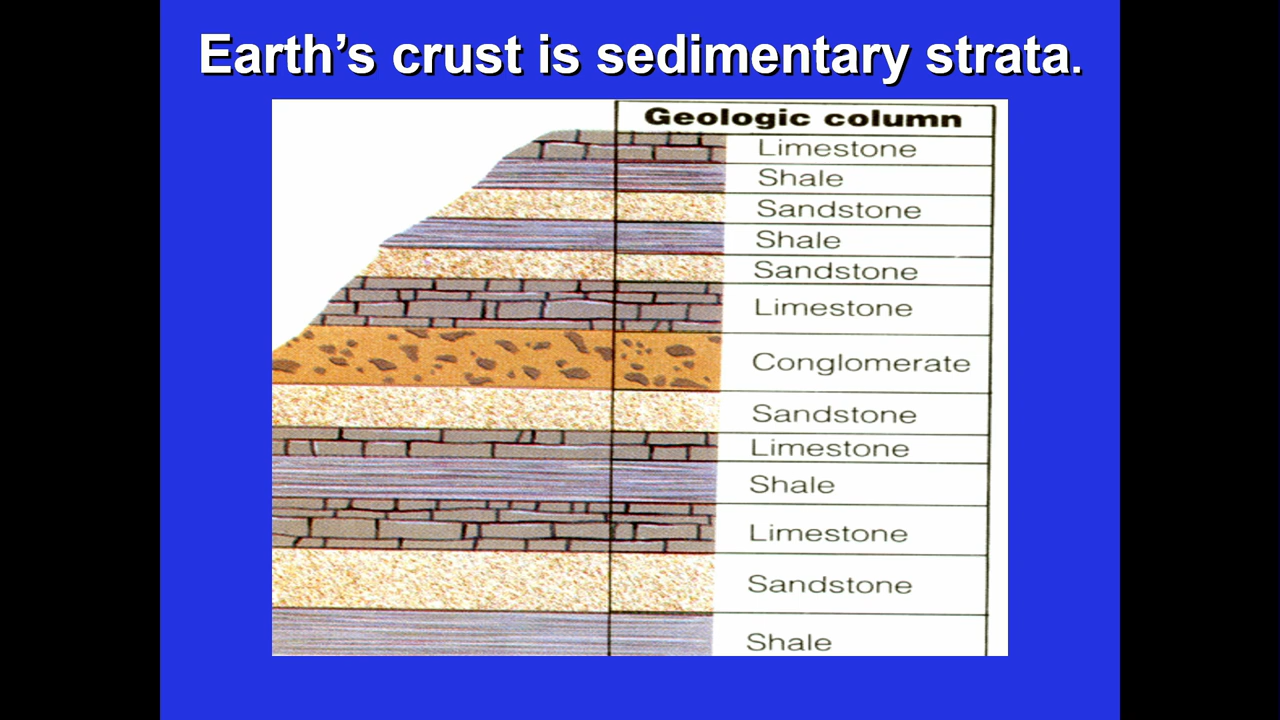 Earth’s crust is sedimentary strata.
Geologic column
Limestone
Shale
Sandstone
Shale
Sandstone
Limestone
Conglomerate
Sandstone
Limestone
Shale
Limestone
Sandstone
Shale